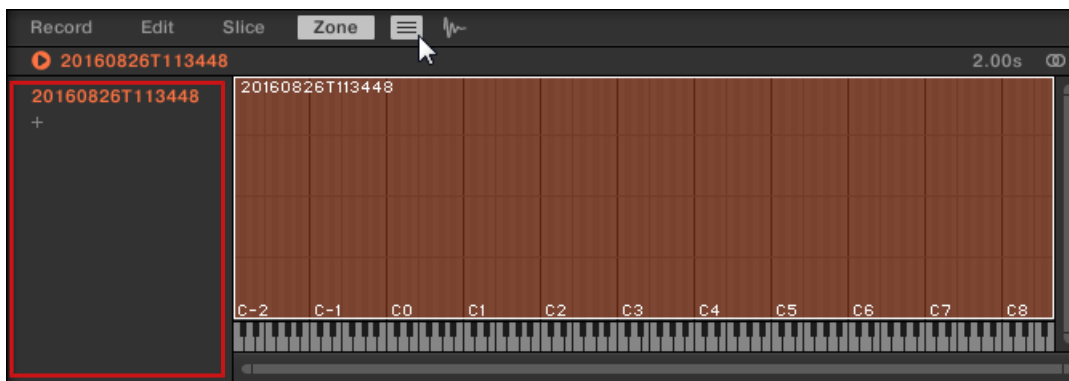 Record Edit Slice Zone
20160826T113448 2.00s
20160826T113448
+
20160826T113448
C-2 C-1 C0 C1 C2 C3 C4 C5 C6 C7 C8